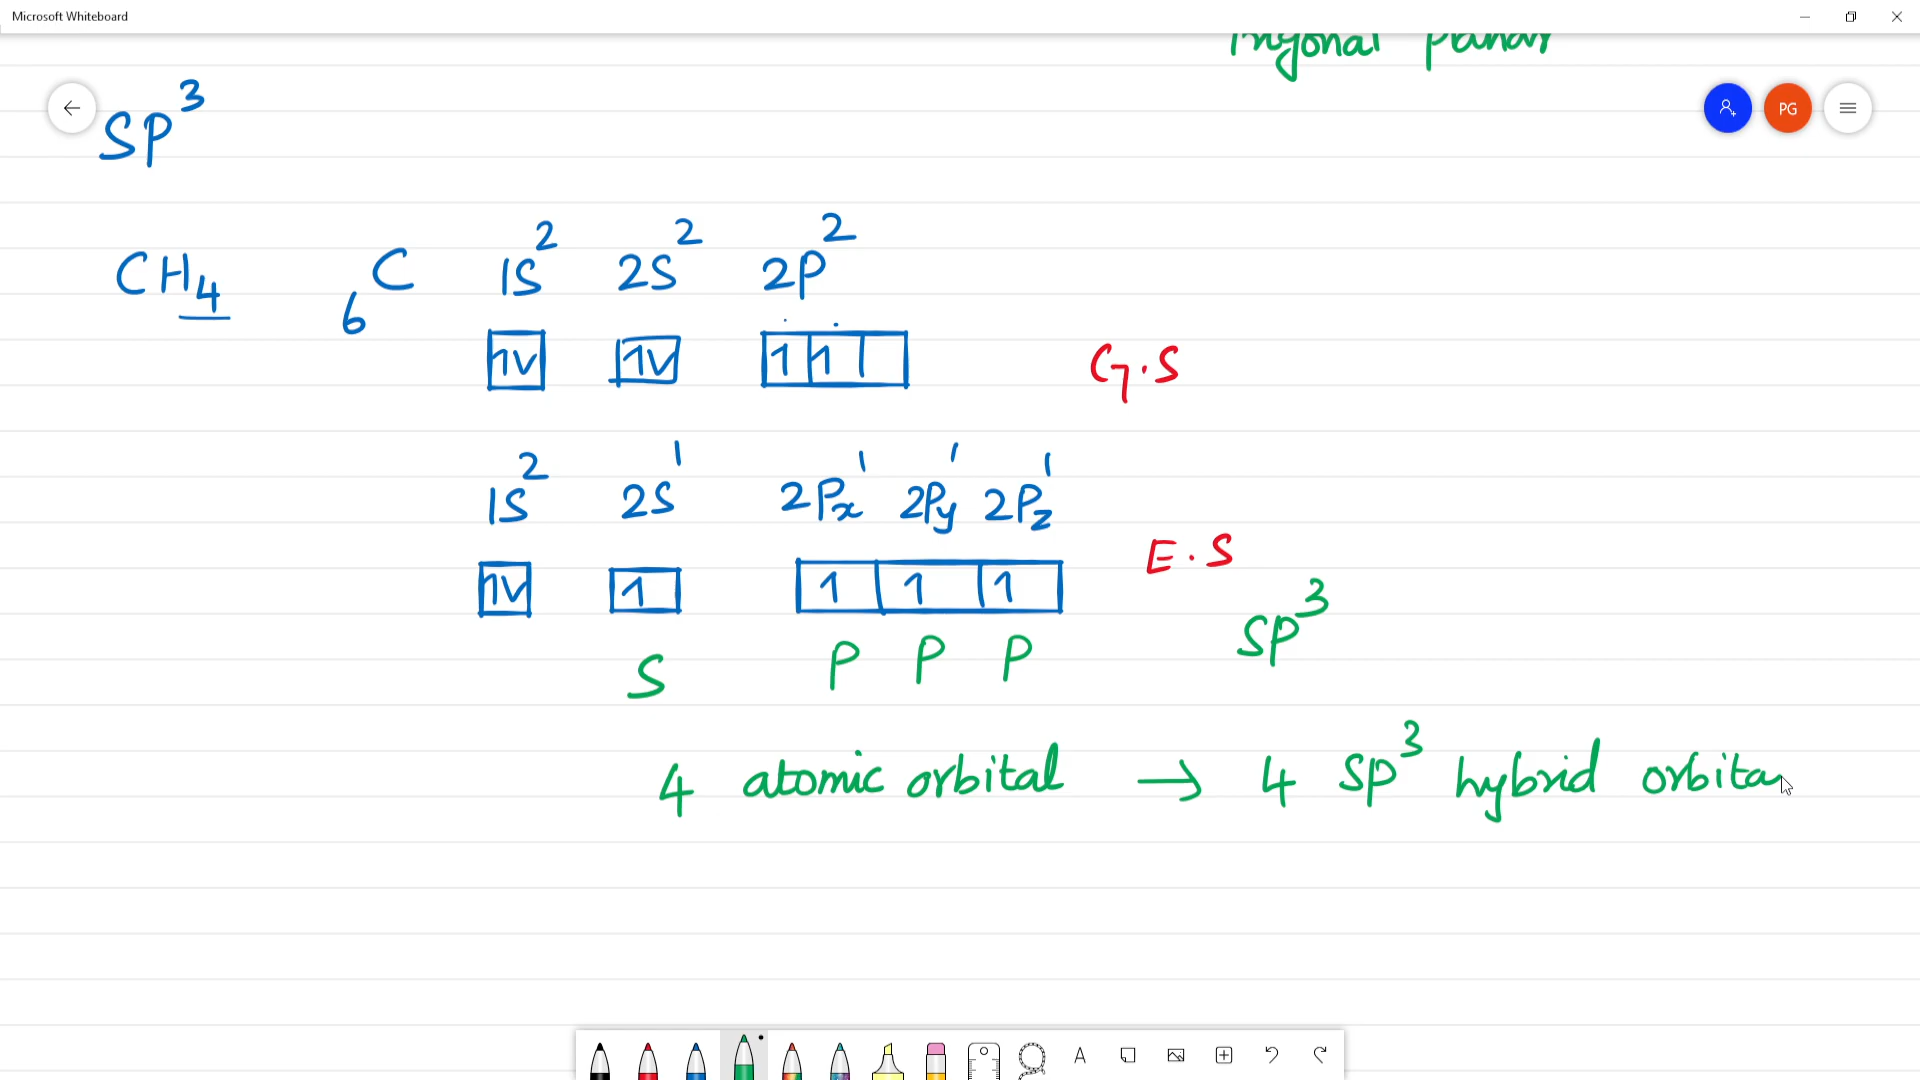 Microsoft Whiteboard
Trigonal planar
SP³
PG
CH₄ ₆C 1S² 2S² 2P²
1v 1v 1 1
G.S
1S² 2S¹ 2Px¹ 2Py¹ 2Pz¹
E.S
1v 1 1 1 1
SP³
S P P P
4 atomic orbital → 4 SP³ hybrid orbita
A